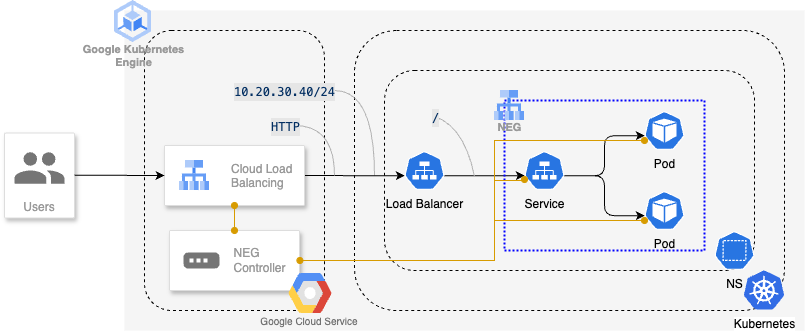 Google Kubernetes
Engine
10.20.30.40/24
HTTP
/
NEG
Users
Cloud Load
Balancing
Load Balancer
Service
Pod
Pod
NEG
Controller
Google Cloud Service
NS
Kubernetes